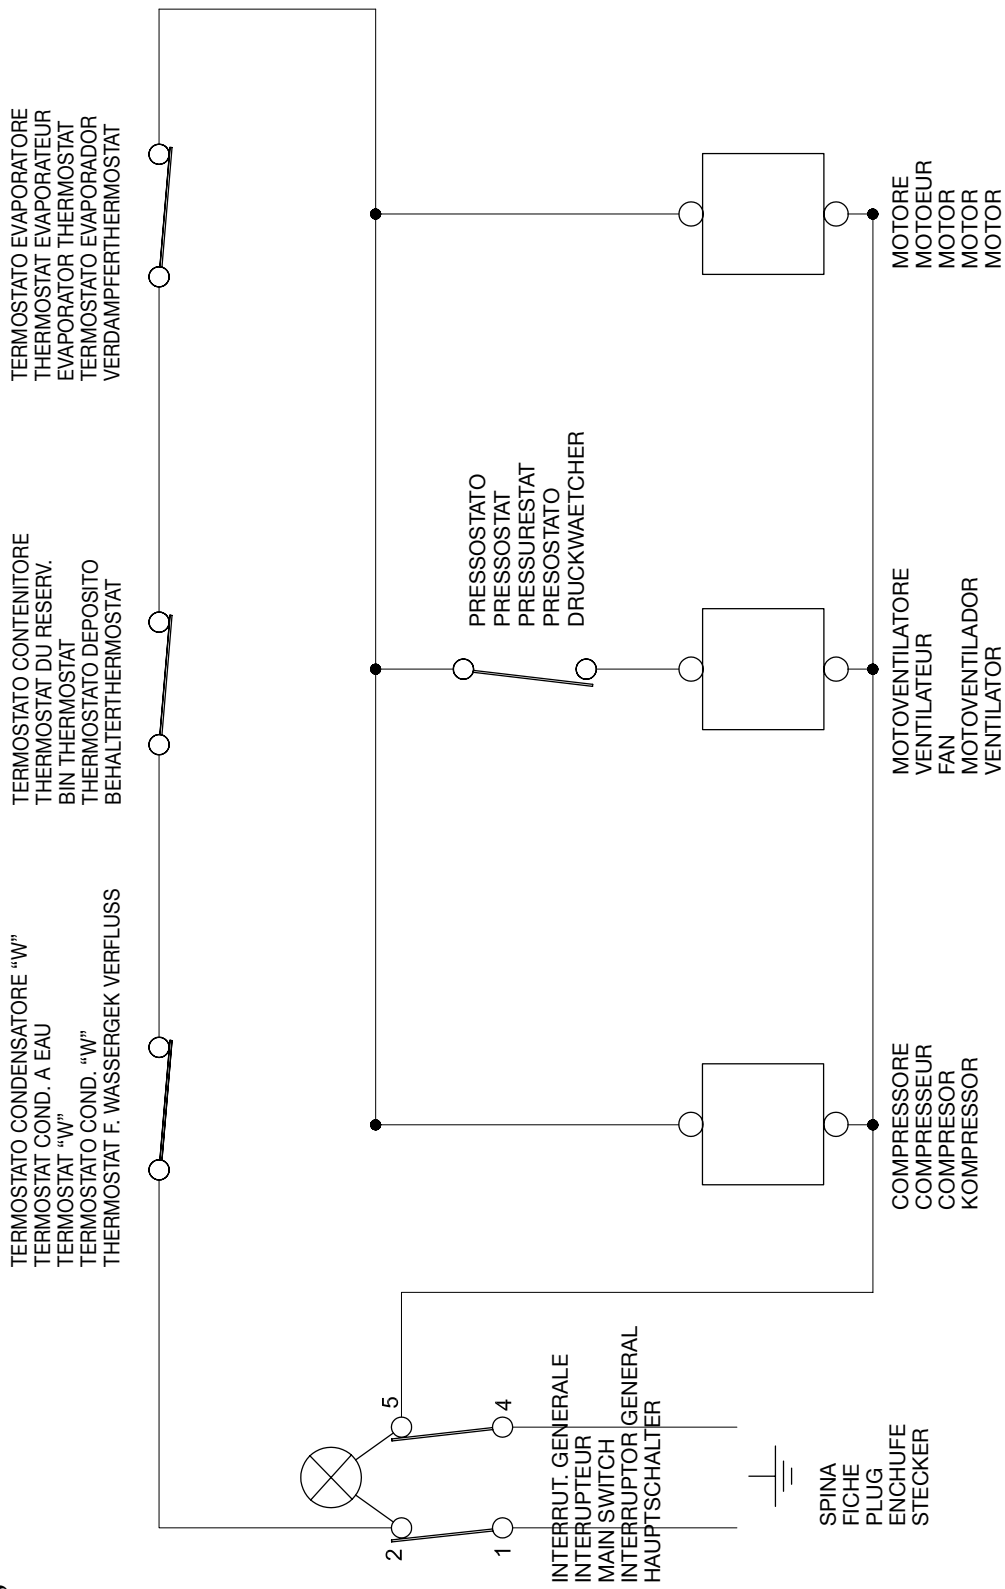 TERMOSTATO CONDENSATORE “W”
TERMOSTAT COND. A EAU
TERMOSTAT “W”
TERMOSTATO COND. “W”
THERMOSTAT F. WASSERGEK VERFLUSS
TERMOSTATO CONTENITORE
THERMOSTAT DU RESERV.
BIN THERMOSTAT
THERMOSTATO DEPOSITO
BEHALTERTHERMOSTAT
TERMOSTATO EVAPORATORE
THERMOSTAT EVAPORATEUR
EVAPORATOR THERMOSTAT
TERMOSTATO EVAPORADOR
VERDAMPFERTHERMOSTAT
2
5
1
4
INTERRUT. GENERALE
INTERUPTEUR
MAIN SWITCH
INTERRUPTOR GENERAL
HAUPTSCHALTER
PRESSOSTATO
PRESSOSTAT
PRESSURESTAT
PRESOSTATO
DRUCKWAETCHER
SPINA
FICHE
PLUG
ENCHUFE
STECKER
COMPRESSORE
COMPRESSEUR
COMPRESOR
KOMPRESSOR
MOTOVENTILATORE
VENTILATEUR
FAN
MOTOVENTILADOR
VENTILATOR
MOTORE
MOTOEUR
MOTOR
MOTOR
MOTOR